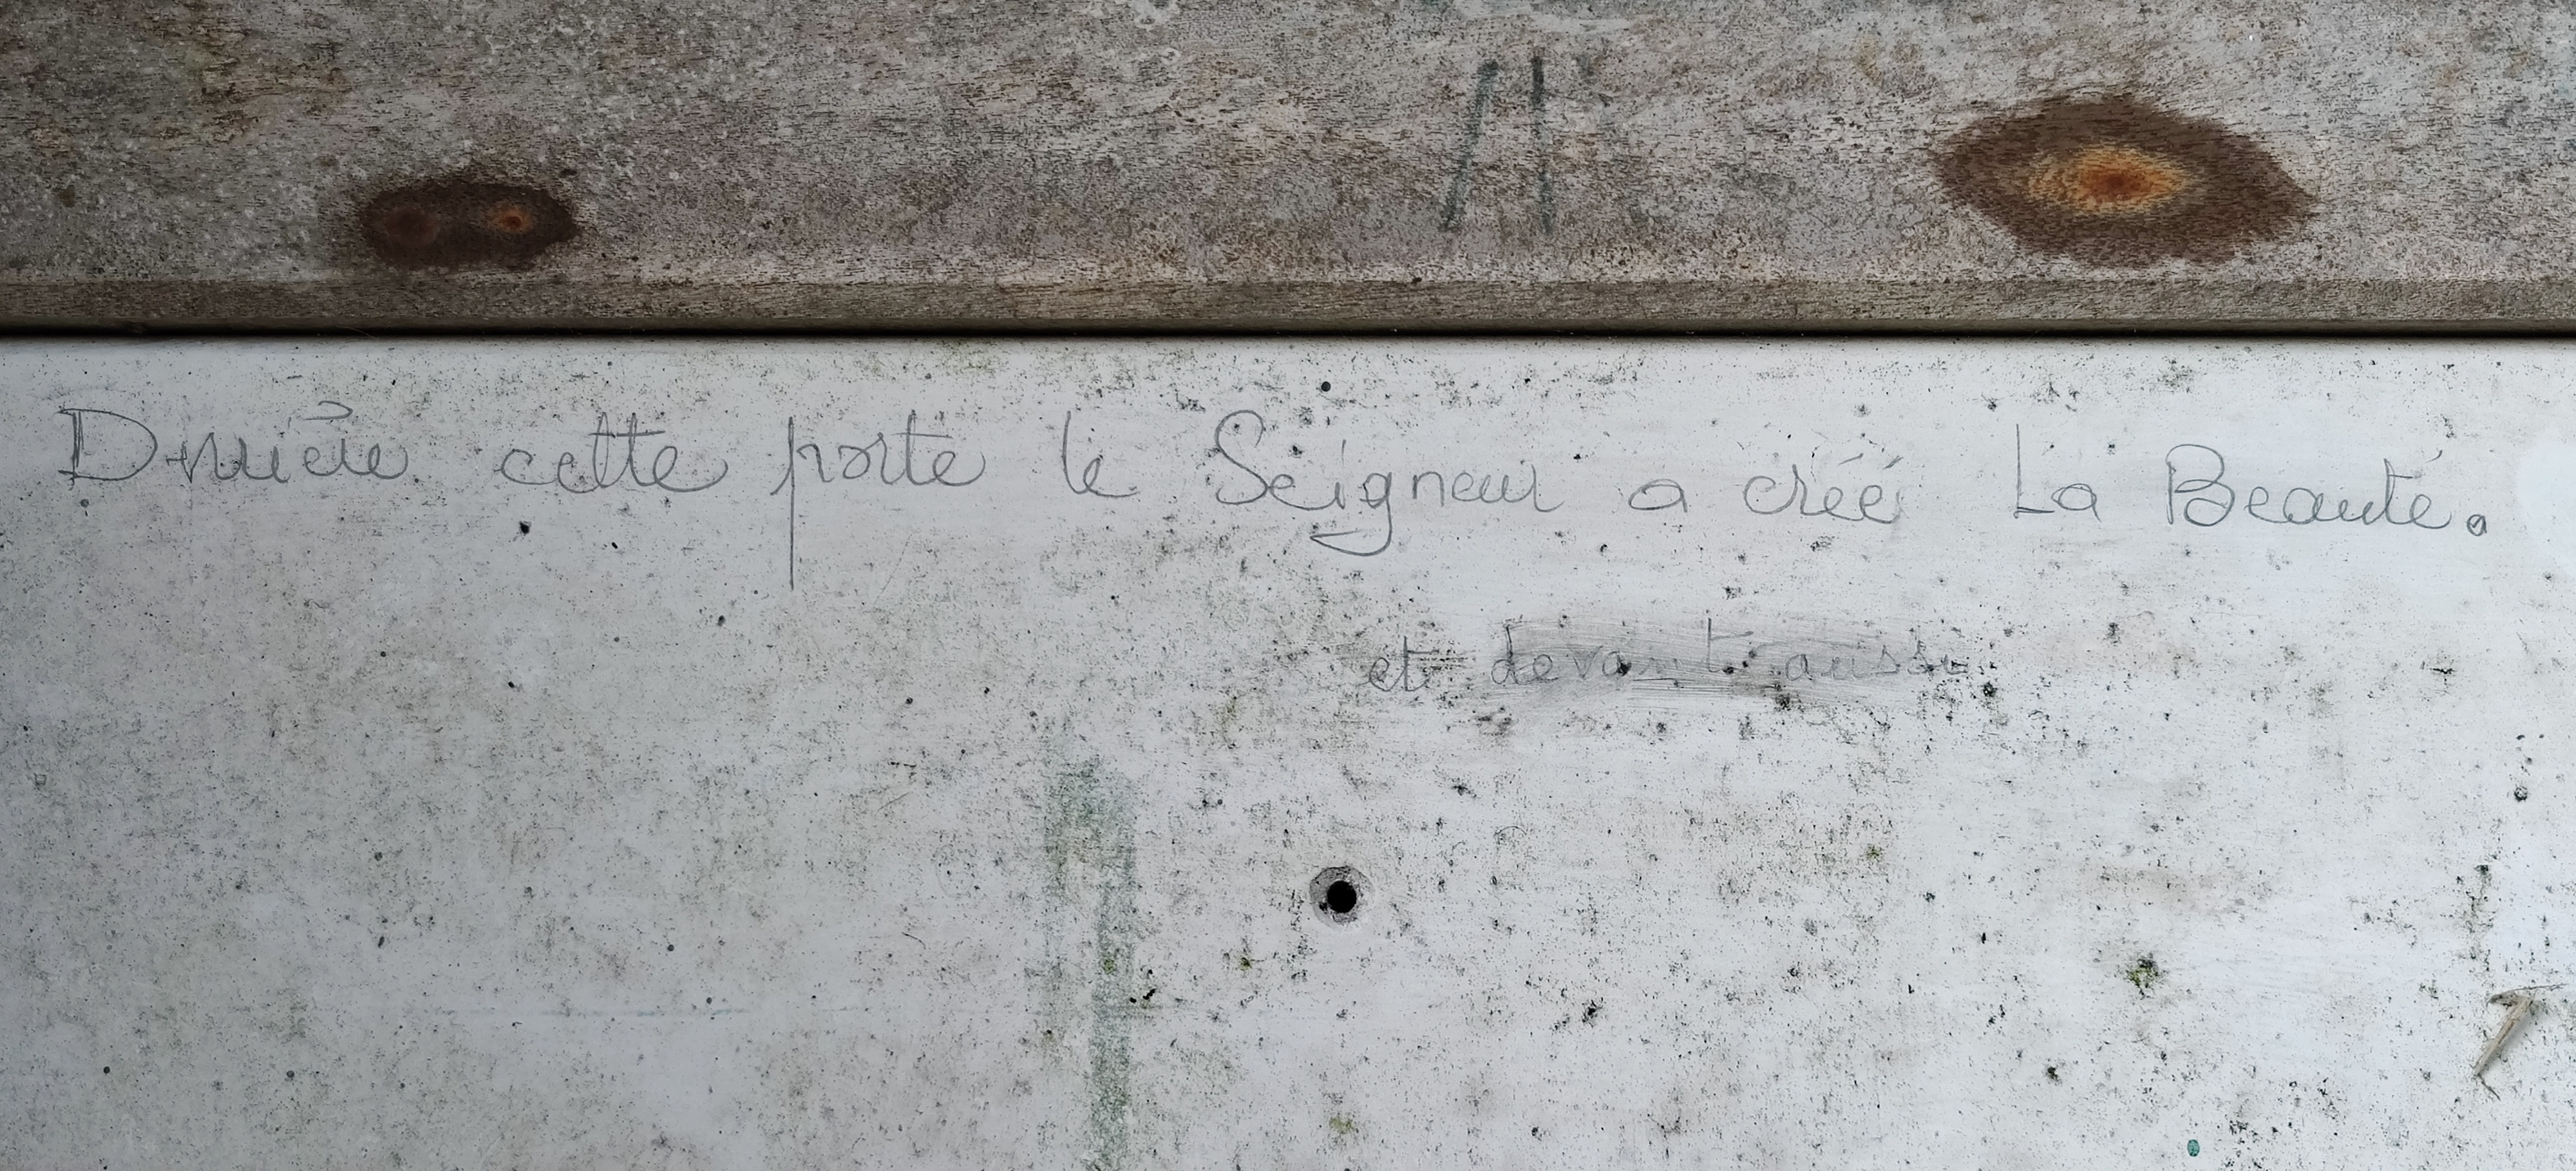 Derrière cette porte le Seigneur a créé La Beauté.
et devant aussi